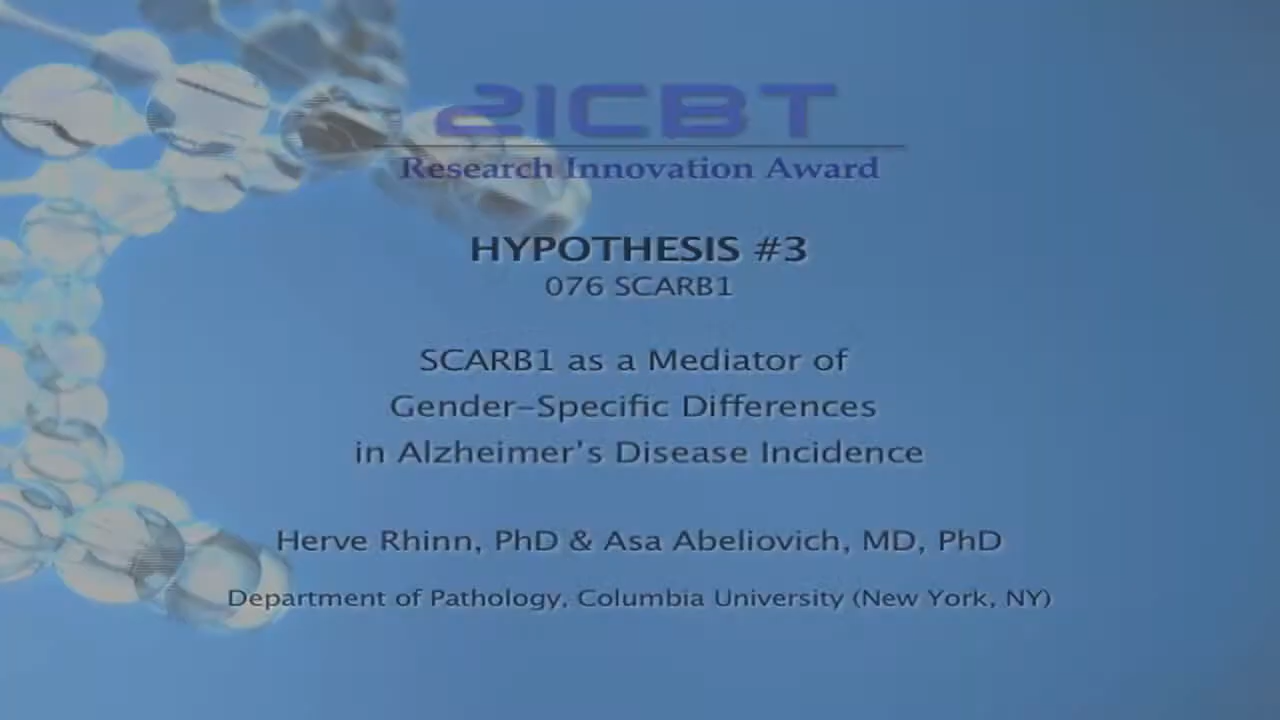 21CBT
Research Innovation Award
HYPOTHESIS #3
076 SCARB1
SCARB1 as a Mediator of
Gender-Specific Differences
in Alzheimer's Disease Incidence
Herve Rhinn, PhD & Asa Abeliovich, MD, PhD
Department of Pathology, Columbia University (New York, NY)